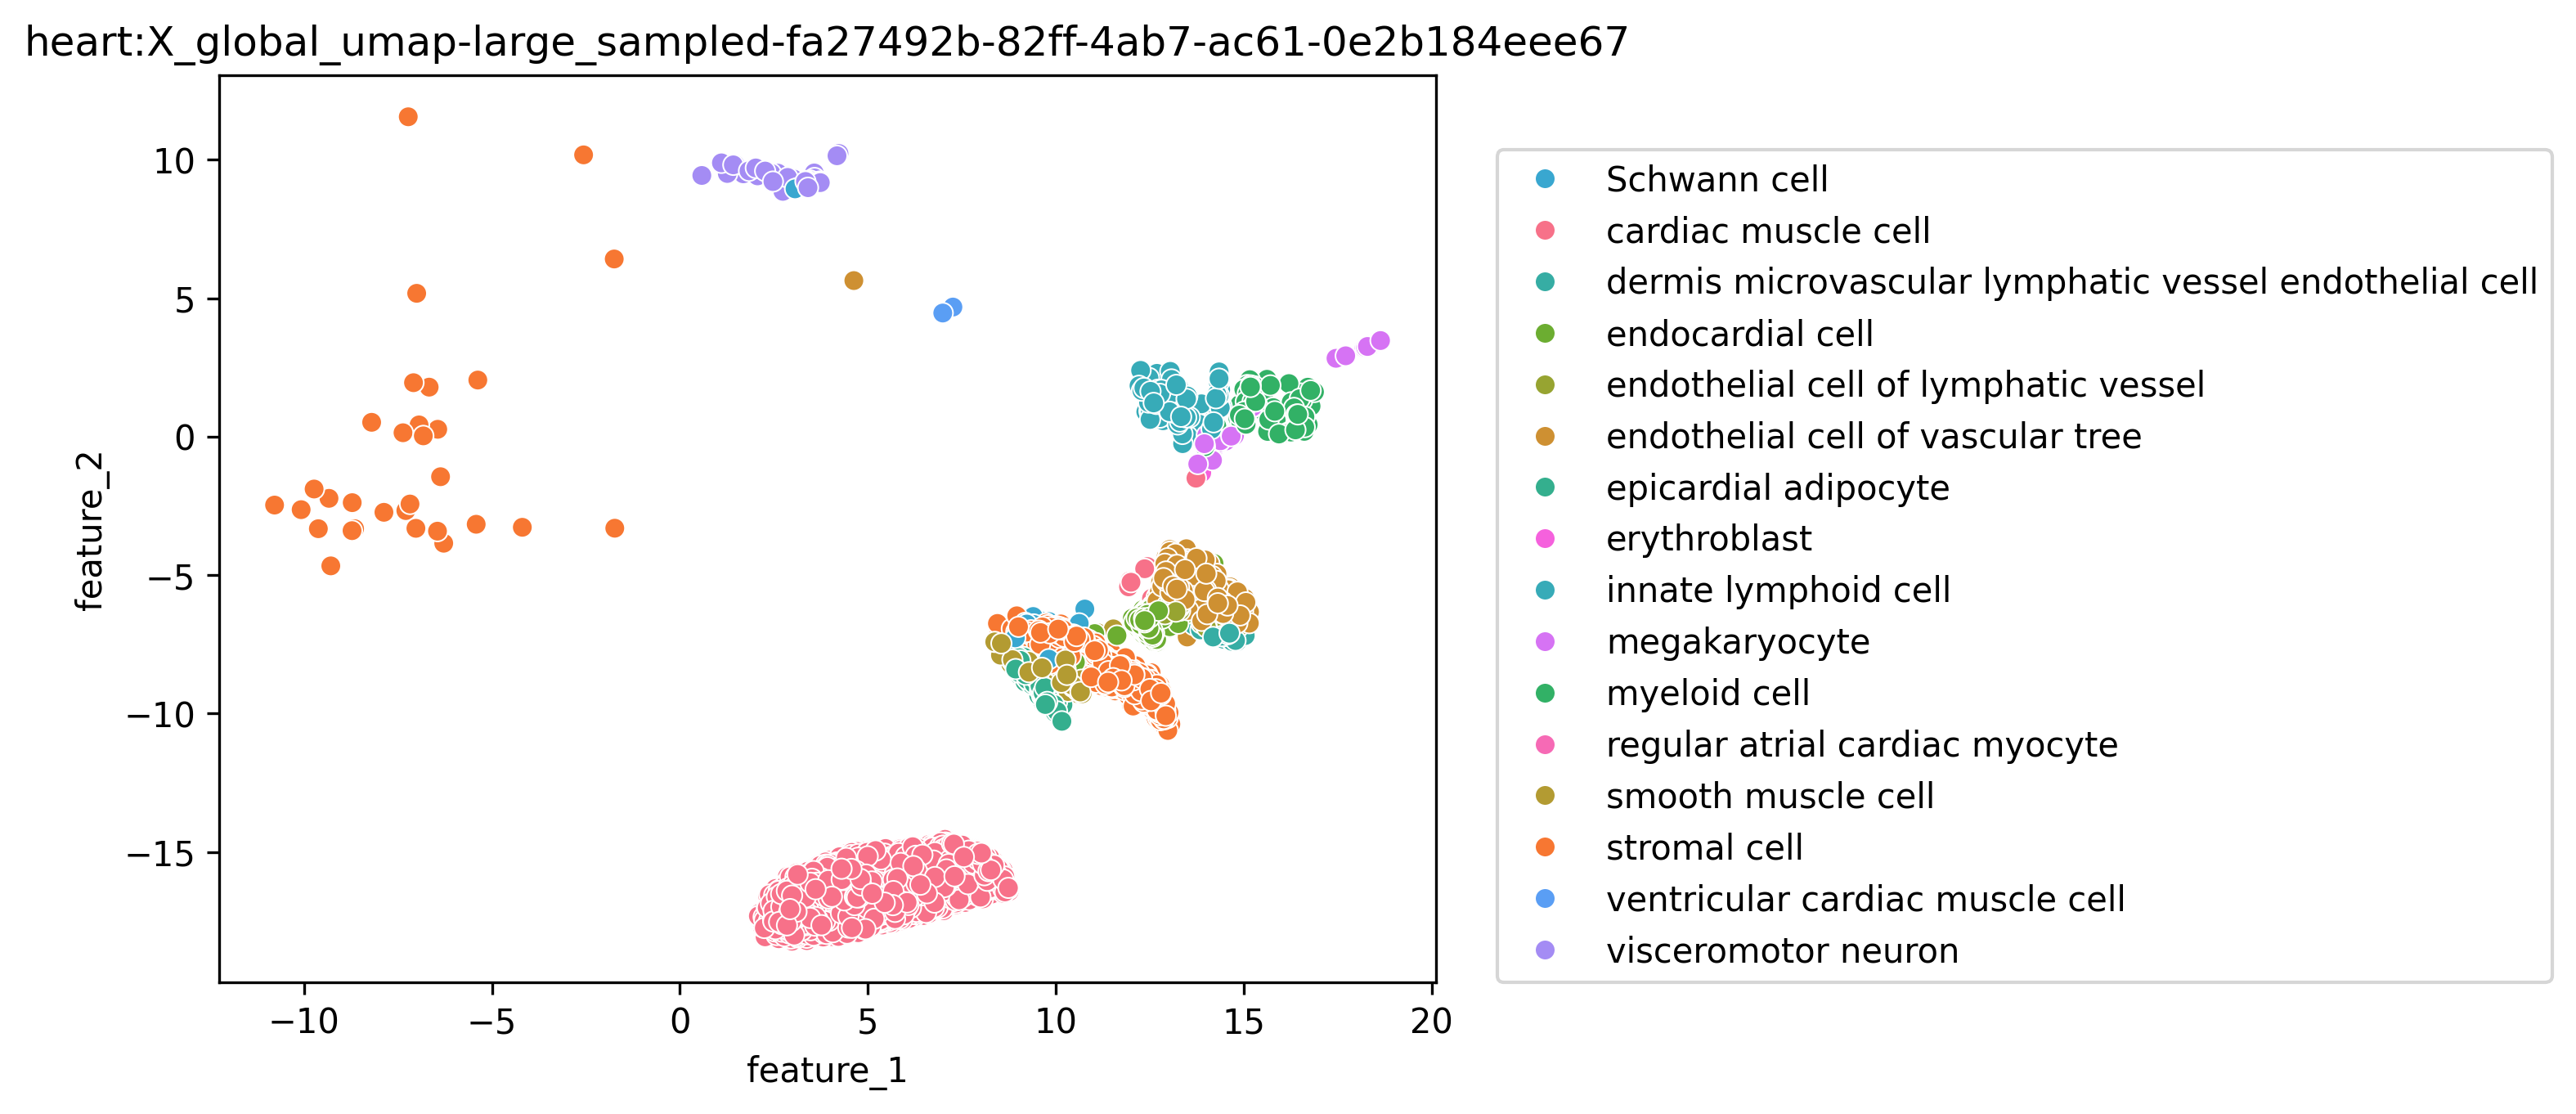 heart:X_global_umap-large_sampled-fa27492b-82ff-4ab7-ac61-0e2b184eee67
10
5
0
−5
−10
−15
feature_2
−10
−5
0
5
10
15
20
feature_1
Schwann cell
cardiac muscle cell
dermis microvascular lymphatic vessel endothelial cell
endocardial cell
endothelial cell of lymphatic vessel
endothelial cell of vascular tree
epicardial adipocyte
erythroblast
innate lymphoid cell
megakaryocyte
myeloid cell
regular atrial cardiac myocyte
smooth muscle cell
stromal cell
ventricular cardiac muscle cell
visceromotor neuron